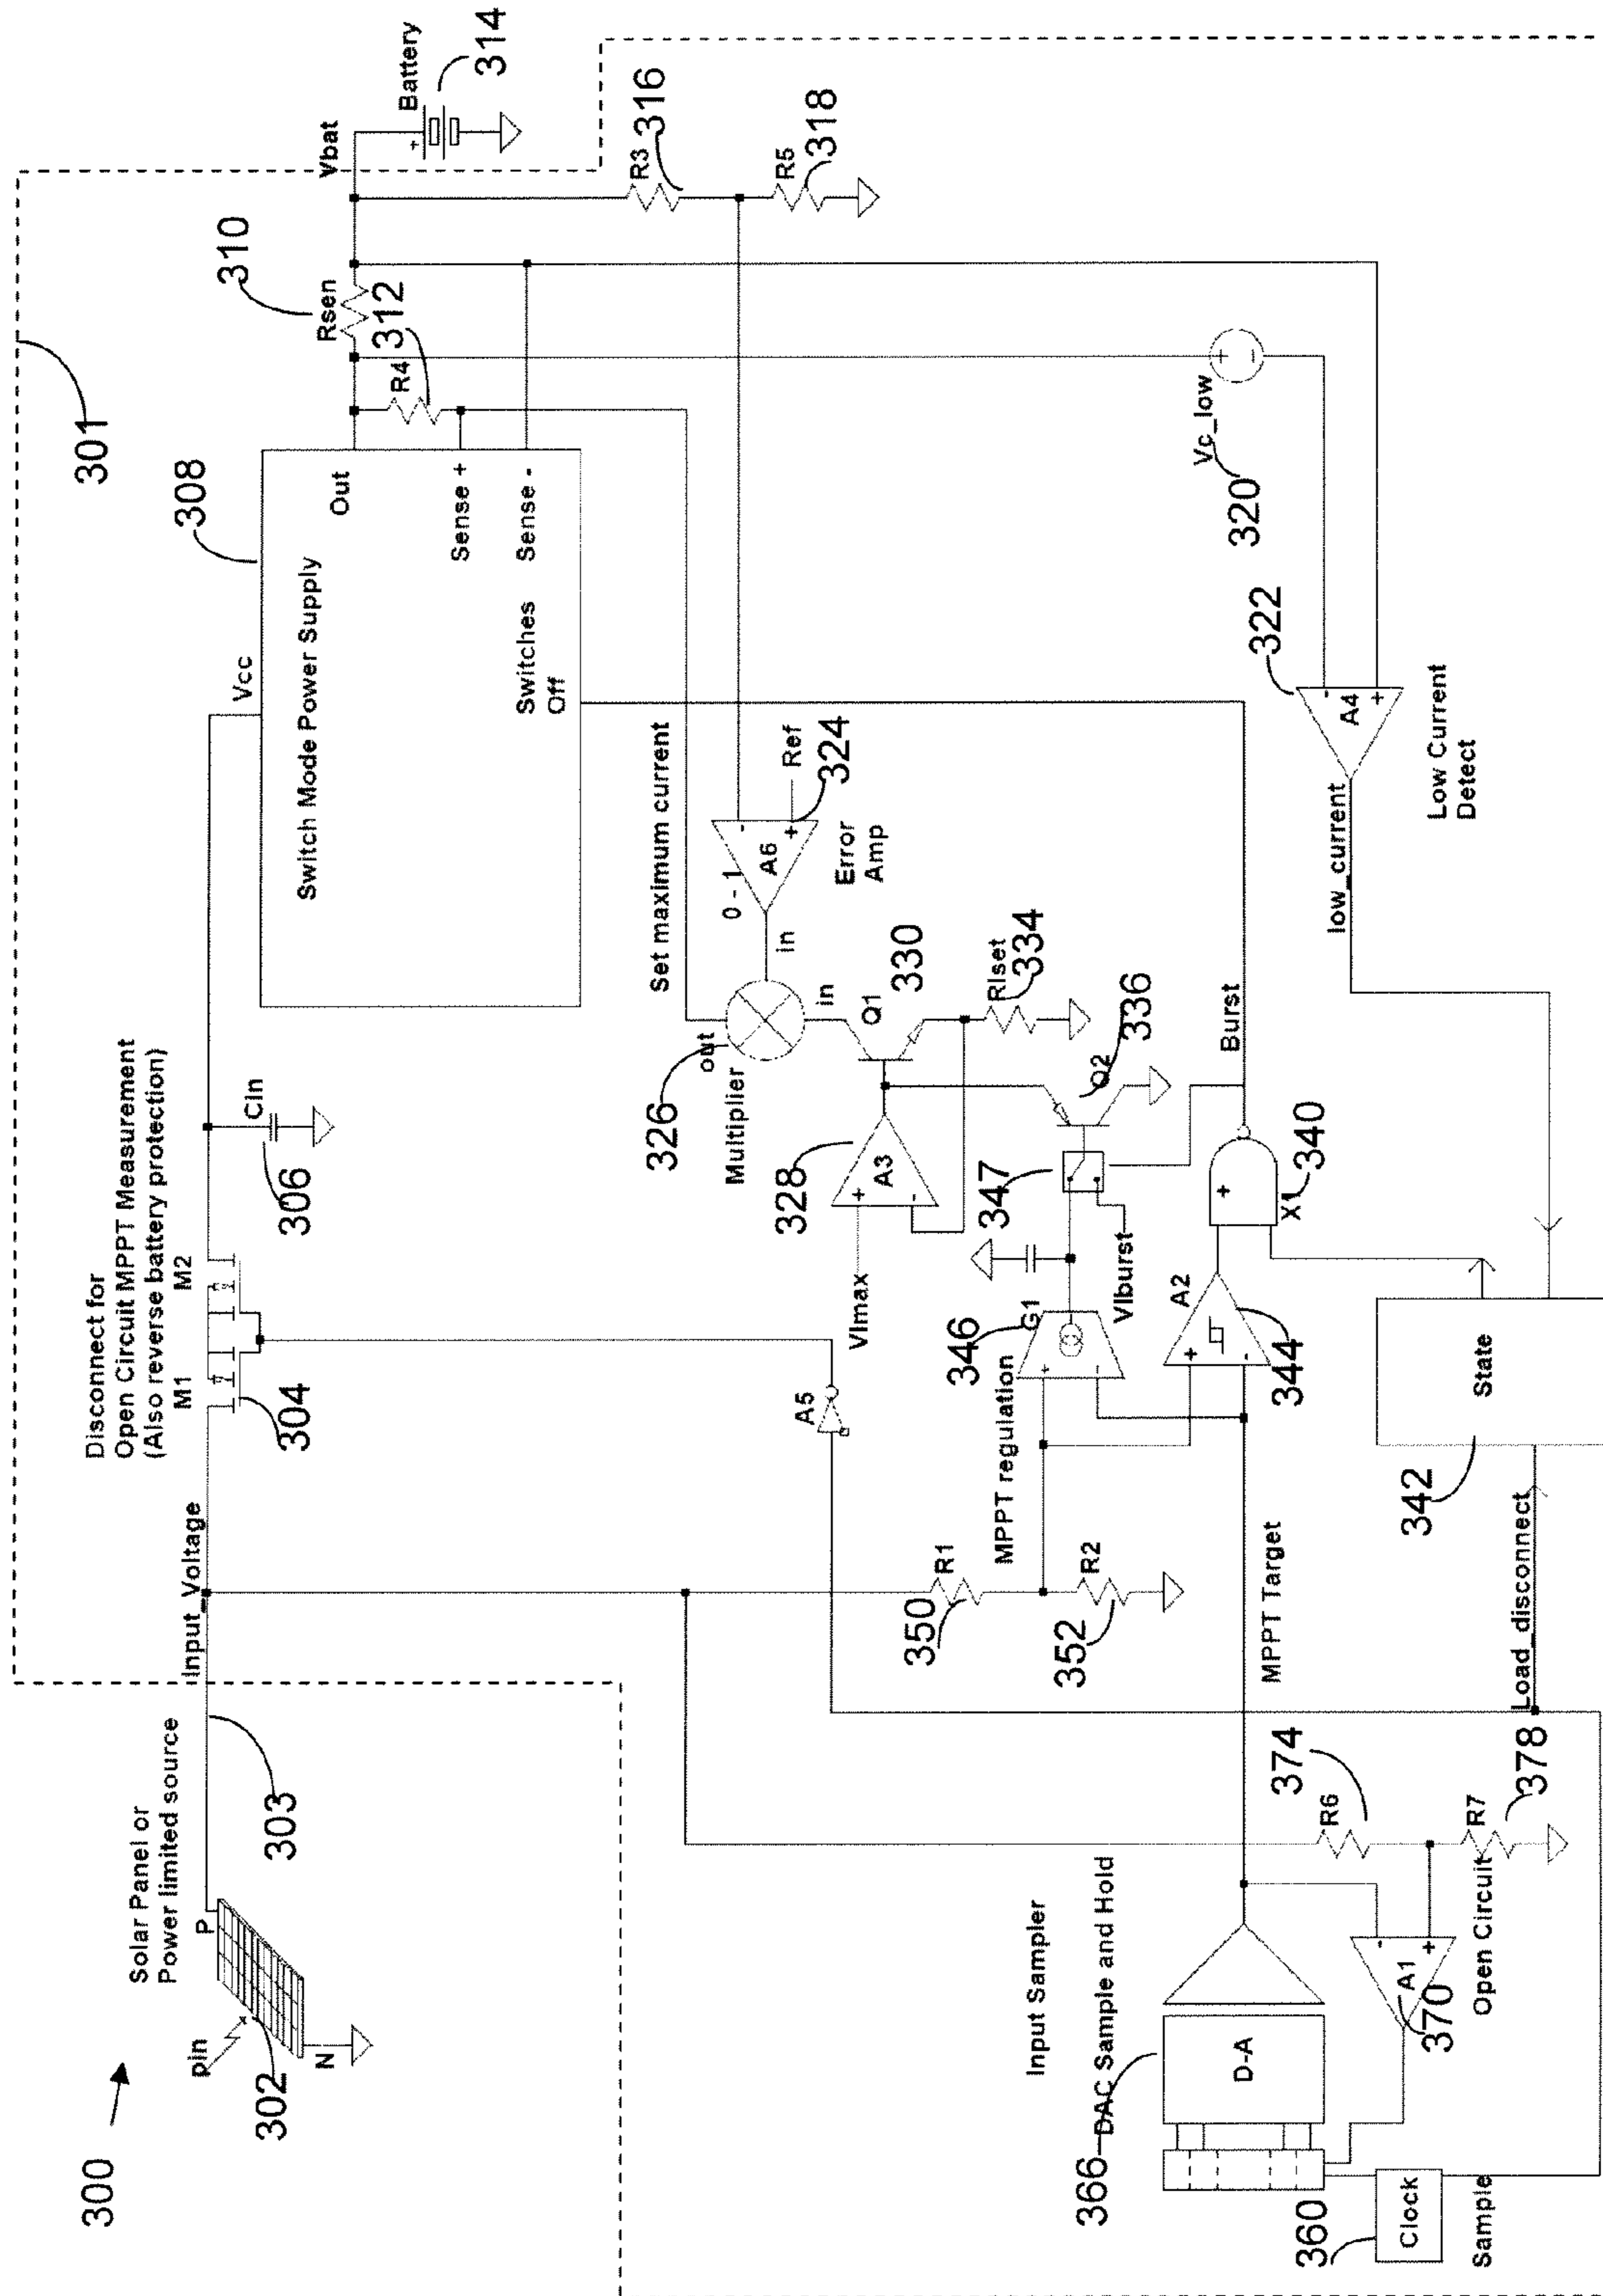 300
pin
302
N
P
Solar Panel or
Power limited source
303
Input_Voltage
Disconnect for
Open Circuit MPPT Measurement
(Also reverse battery protection)
M1
M2
304
Cin
306
301
308
Vcc
Switch Mode Power Supply
Out
Sense +
Switches Sense -
Off
310
Rsen
R4
312
Vbat
Battery
+
314
R3
316
R5
318
Set maximum current
326
out
Multiplier
in
in
0 - 1
A6
-
+
Ref
324
Error
Amp
328
A3
+
-
VImax
Q1
330
RIset
334
Q2
336
347
VIburst
346
G1
+
-
MPPT regulation
A5
R1
350
R2
352
MPPT Target
A2
+
-
344
+
X1
340
Burst
Vc_low
320
+
-
322
A4
-
+
Low Current
Detect
low_current
State
342
Load_disconnect
374
R6
R7
378
Open Circuit
A1
-
+
370
Input Sampler
DAC Sample and Hold
366
D-A
360
Clock
Sample